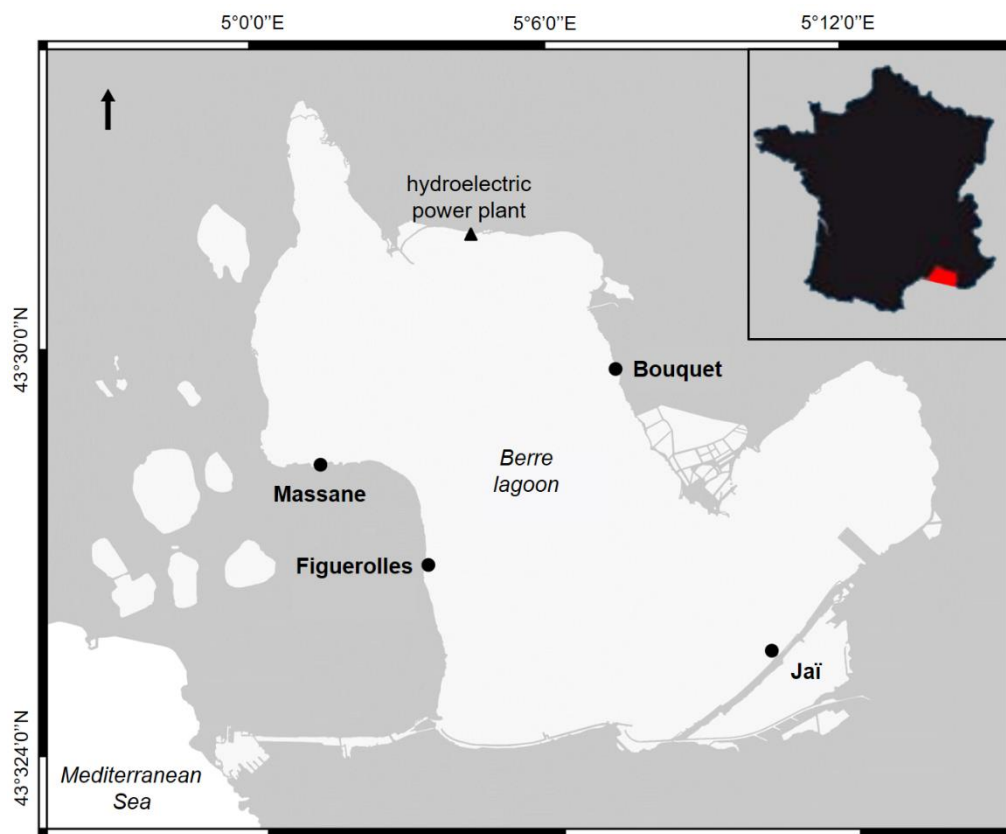 5°0’0’’E
5°6’0’’E
5°12’0’’E
hydroelectric
power plant
43°30’0’’N
Bouquet
Berre
lagoon
Massane
Figuerolles
Jaï
43°324’0’’N
Mediterranean
Sea